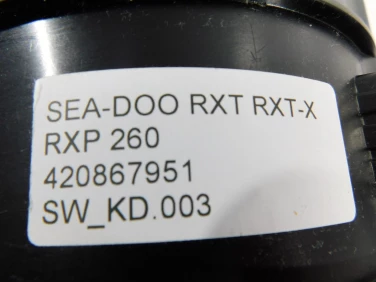 SEA-DOO RXT RXT-X
RXP 260
420867951
SW_KD.003